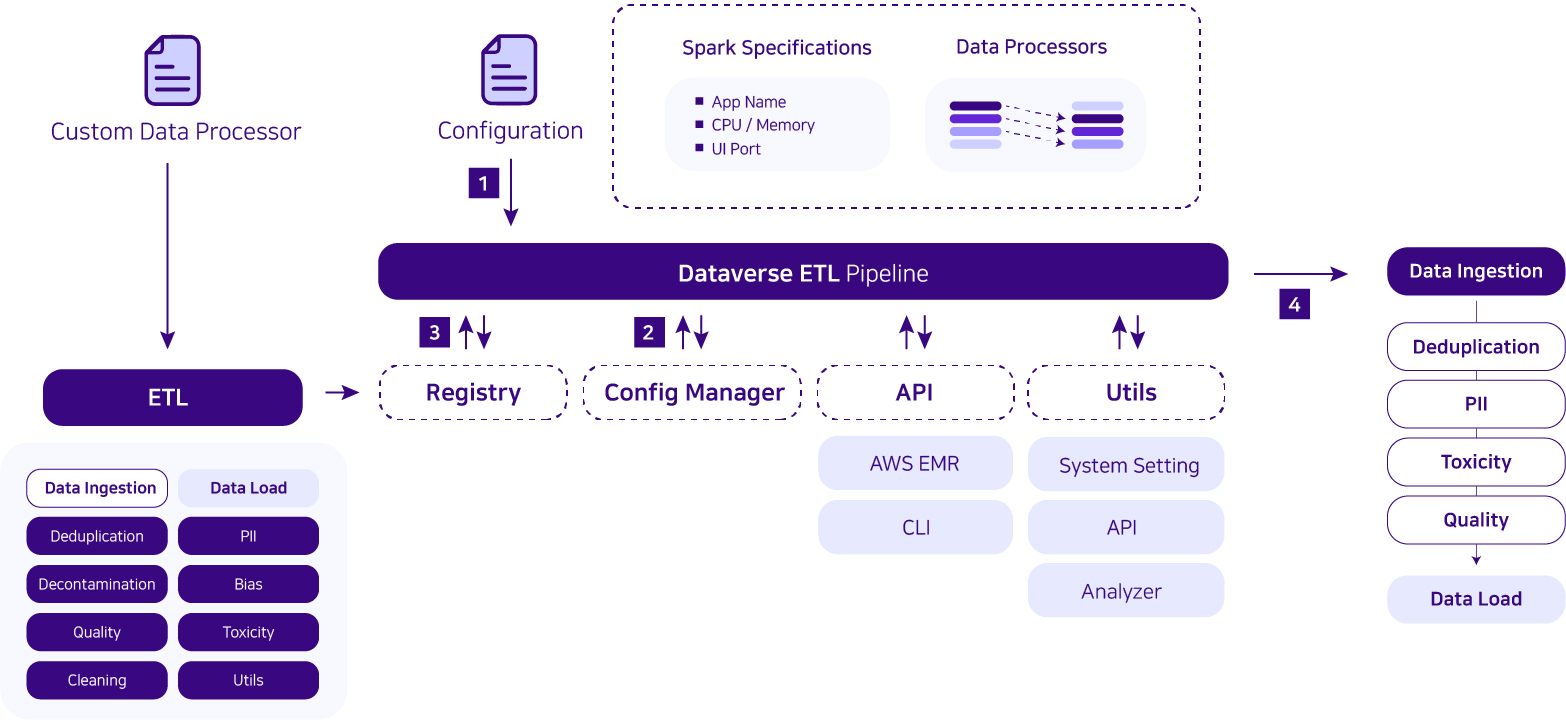 Custom Data Processor
Configuration
Spark Specifications
App Name
CPU / Memory
UI Port
Data Processors
1
Dataverse ETL Pipeline
4
3
2
ETL
Registry
Config Manager
API
Utils
AWS EMR
CLI
System Setting
API
Analyzer
Data Ingestion
Data Load
Deduplication
PII
Decontamination
Bias
Quality
Toxicity
Cleaning
Utils
Data Ingestion
Deduplication
PII
Toxicity
Quality
Data Load